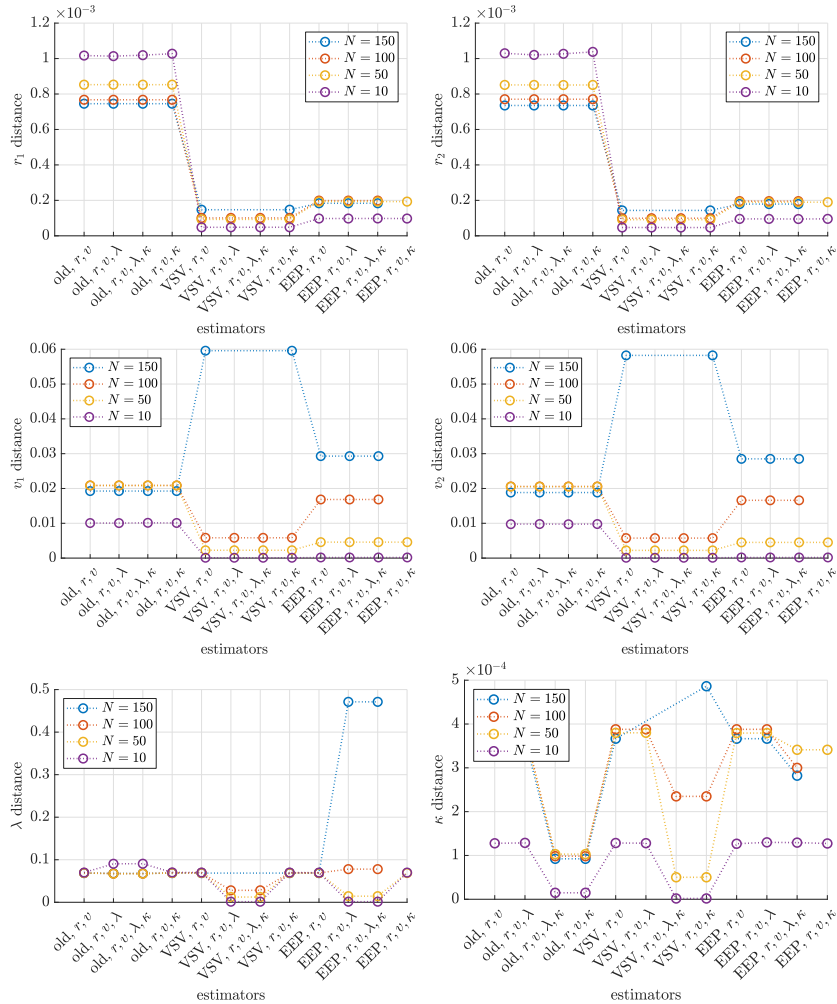 ×10⁻³
1.2
1
0.8
0.6
0.4
0.2
0
r₁ distance
N = 150
N = 100
N = 50
N = 10
old, r, υ
old, r, υ, λ
old, r, υ, λ, κ
old, r, υ, κ
VSV, r, υ
VSV, r, υ, λ
VSV, r, υ, λ, κ
VSV, r, υ, κ
EEP, r, υ
EEP, r, υ, λ
EEP, r, υ, λ, κ
EEP, r, υ, κ
estimators
×10⁻³
1.2
1
0.8
0.6
0.4
0.2
0
r₂ distance
N = 150
N = 100
N = 50
N = 10
old, r, υ
old, r, υ, λ
old, r, υ, λ, κ
old, r, υ, κ
VSV, r, υ
VSV, r, υ, λ
VSV, r, υ, λ, κ
VSV, r, υ, κ
EEP, r, υ
EEP, r, υ, λ
EEP, r, υ, λ, κ
EEP, r, υ, κ
estimators
0.06
0.05
0.04
0.03
0.02
0.01
0
υ₁ distance
N = 150
N = 100
N = 50
N = 10
old, r, υ
old, r, υ, λ
old, r, υ, λ, κ
old, r, υ, κ
VSV, r, υ
VSV, r, υ, λ
VSV, r, υ, λ, κ
VSV, r, υ, κ
EEP, r, υ
EEP, r, υ, λ
EEP, r, υ, λ, κ
EEP, r, υ, κ
estimators
0.06
0.05
0.04
0.03
0.02
0.01
0
υ₂ distance
N = 150
N = 100
N = 50
N = 10
old, r, υ
old, r, υ, λ
old, r, υ, λ, κ
old, r, υ, κ
VSV, r, υ
VSV, r, υ, λ
VSV, r, υ, λ, κ
VSV, r, υ, κ
EEP, r, υ
EEP, r, υ, λ
EEP, r, υ, λ, κ
EEP, r, υ, κ
estimators
0.5
0.4
0.3
0.2
0.1
0
λ distance
N = 150
N = 100
N = 50
N = 10
old, r, υ
old, r, υ, λ
old, r, υ, λ, κ
old, r, υ, κ
VSV, r, υ
VSV, r, υ, λ
VSV, r, υ, λ, κ
VSV, r, υ, κ
EEP, r, υ
EEP, r, υ, λ
EEP, r, υ, λ, κ
EEP, r, υ, κ
estimators
×10⁻⁴
5
4
3
2
1
0
κ distance
N = 150
N = 100
N = 50
N = 10
old, r, υ
old, r, υ, λ
old, r, υ, λ, κ
old, r, υ, κ
VSV, r, υ
VSV, r, υ, λ
VSV, r, υ, λ, κ
VSV, r, υ, κ
EEP, r, υ
EEP, r, υ, λ
EEP, r, υ, λ, κ
EEP, r, υ, κ
estimators